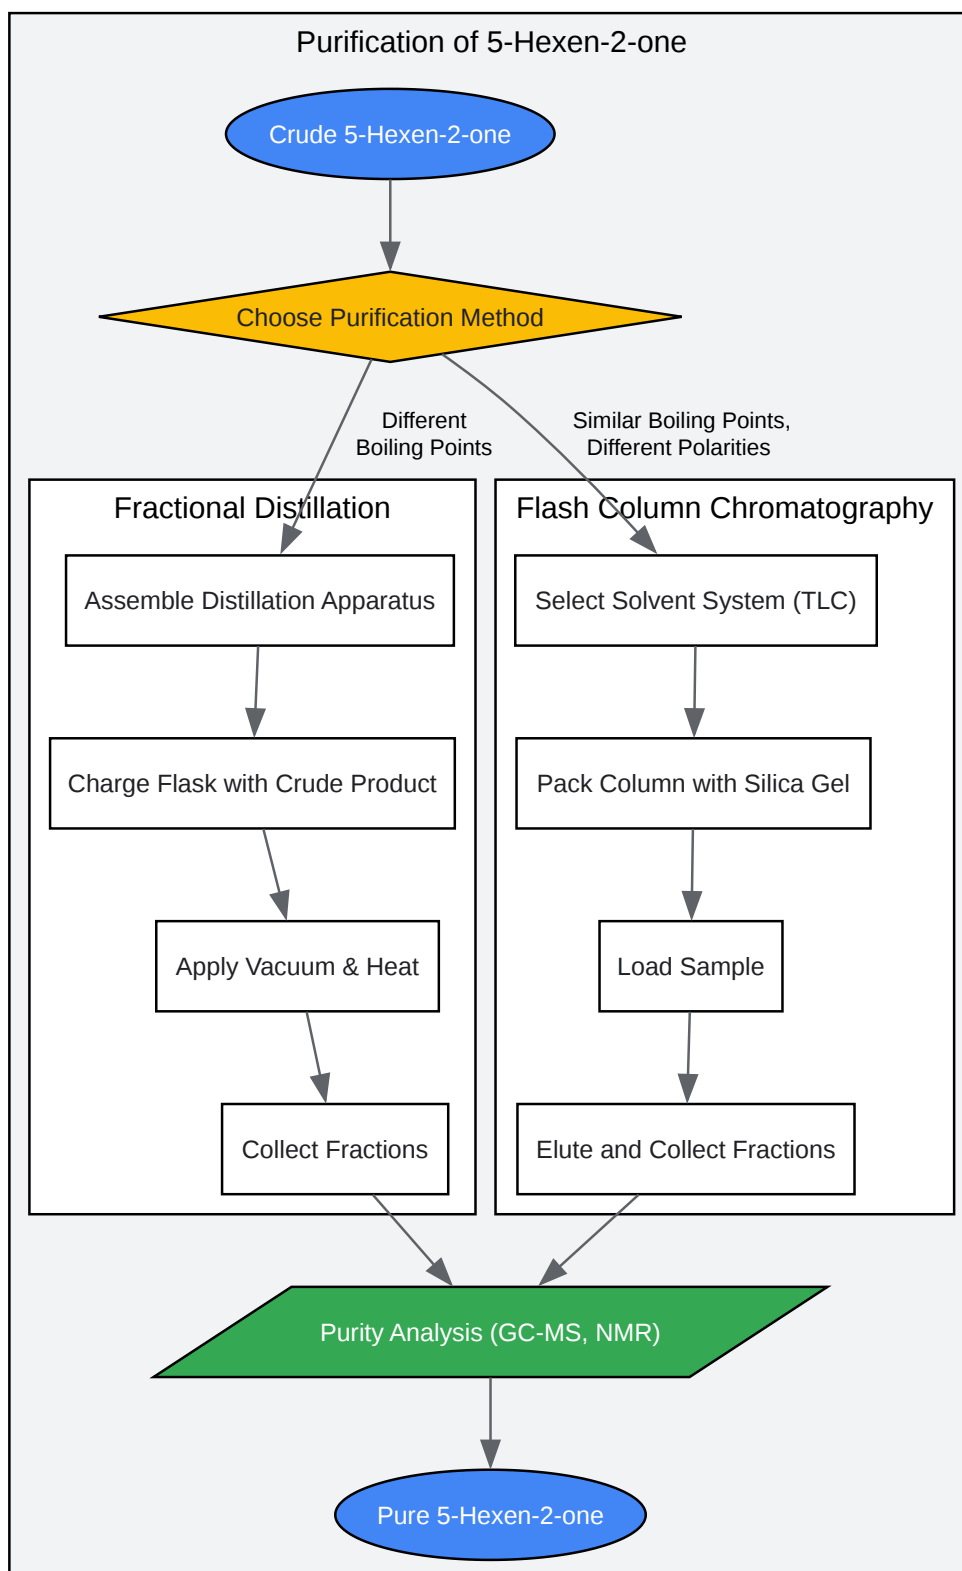 Purification of 5-Hexen-2-one
Crude 5-Hexen-2-one
Choose Purification Method
Different
Boiling Points
Similar Boiling Points,
Different Polarities
Fractional Distillation
Assemble Distillation Apparatus
Charge Flask with Crude Product
Apply Vacuum & Heat
Collect Fractions
Flash Column Chromatography
Select Solvent System (TLC)
Pack Column with Silica Gel
Load Sample
Elute and Collect Fractions
Purity Analysis (GC-MS, NMR)
Pure 5-Hexen-2-one